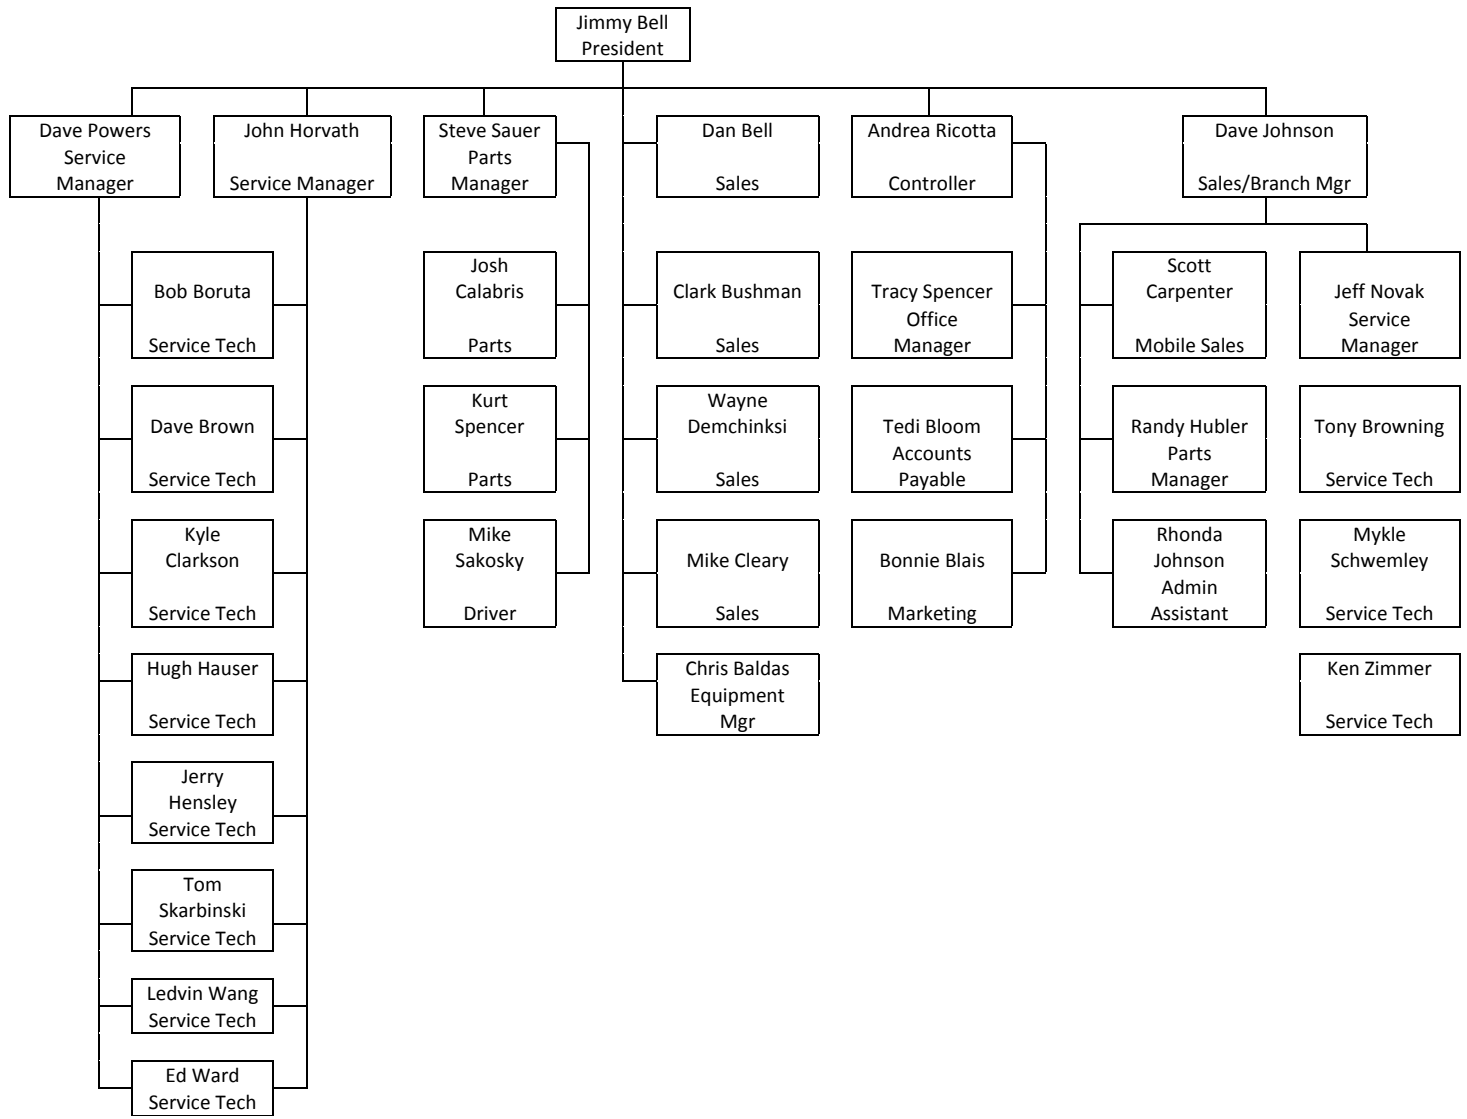 Jimmy Bell
President
Dave Powers
Service
Manager
John Horvath
Service Manager
Steve Sauer
Parts
Manager
Dan Bell
Sales
Andrea Ricotta
Controller
Dave Johnson
Sales/Branch Mgr
Bob Boruta
Service Tech
Dave Brown
Service Tech
Kyle
Clarkson
Service Tech
Hugh Hauser
Service Tech
Jerry
Hensley
Service Tech
Tom
Skarbinski
Service Tech
Ledvin Wang
Service Tech
Ed Ward
Service Tech
Josh
Calabris
Parts
Kurt
Spencer
Parts
Mike
Sakosky
Driver
Clark Bushman
Sales
Wayne
Demchinksi
Sales
Mike Cleary
Sales
Chris Baldas
Equipment
Mgr
Tracy Spencer
Office
Manager
Tedi Bloom
Accounts
Payable
Bonnie Blais
Marketing
Scott
Carpenter
Mobile Sales
Randy Hubler
Parts
Manager
Rhonda
Johnson
Admin
Assistant
Jeff Novak
Service
Manager
Tony Browning
Service Tech
Mykle
Schwemley
Service Tech
Ken Zimmer
Service Tech